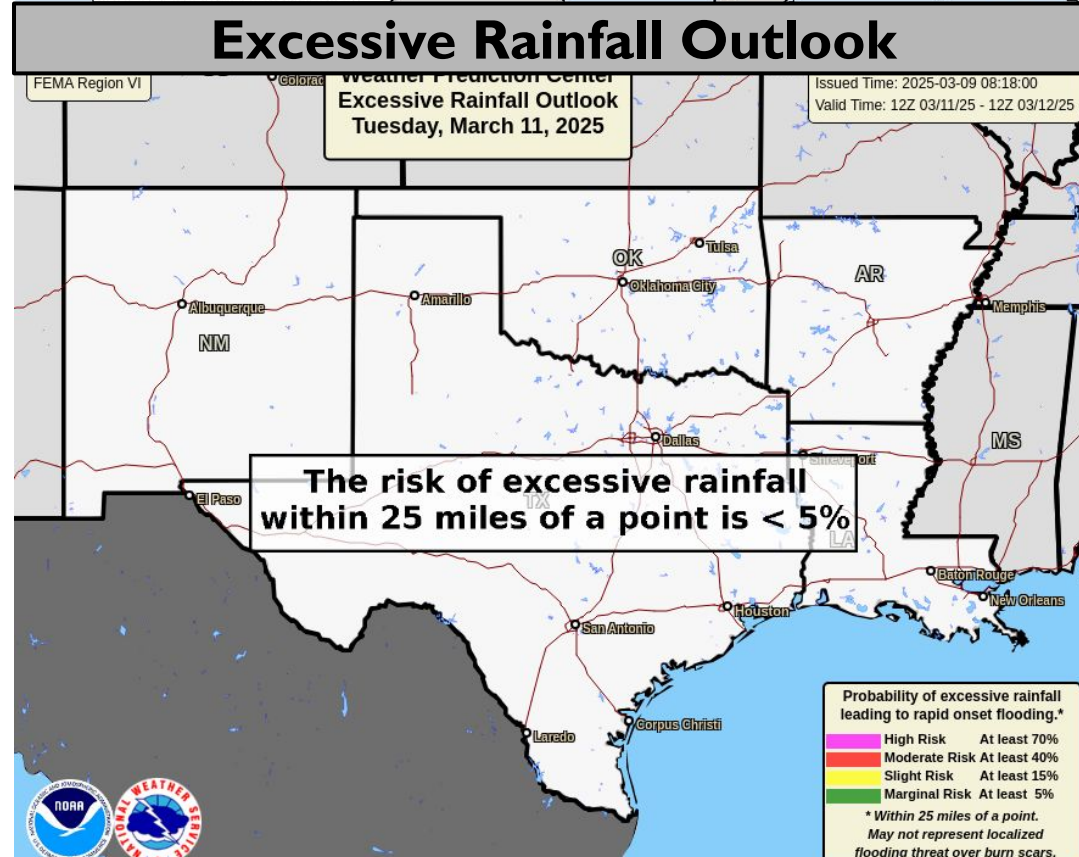 Excessive Rainfall Outlook
FEMA Region VI
Weather Prediction Center
Excessive Rainfall Outlook
Tuesday, March 11, 2025
Issued Time: 2025-03-09 08:18:00
Valid Time: 12Z 03/11/25 - 12Z 03/12/25
Colorad
Tulsa
OK
Oklahoma City
AR
Amarillo
Albuquerque
Memphis
NM
Dallas
MS
Shreveport
The risk of excessive rainfall
within 25 miles of a point is < 5%
El Paso
TX
LA
Baton Rouge
New Orleans
Houston
San Antonio
Corpus Christi
Laredo
Probability of excessive rainfall
leading to rapid onset flooding.*
High Risk At least 70%
Moderate Risk At least 40%
Slight Risk At least 15%
Marginal Risk At least 5%
* Within 25 miles of a point.
May not represent localized
flooding threat over burn scars.
NOAA
NATIONAL WEATHER SERVICE